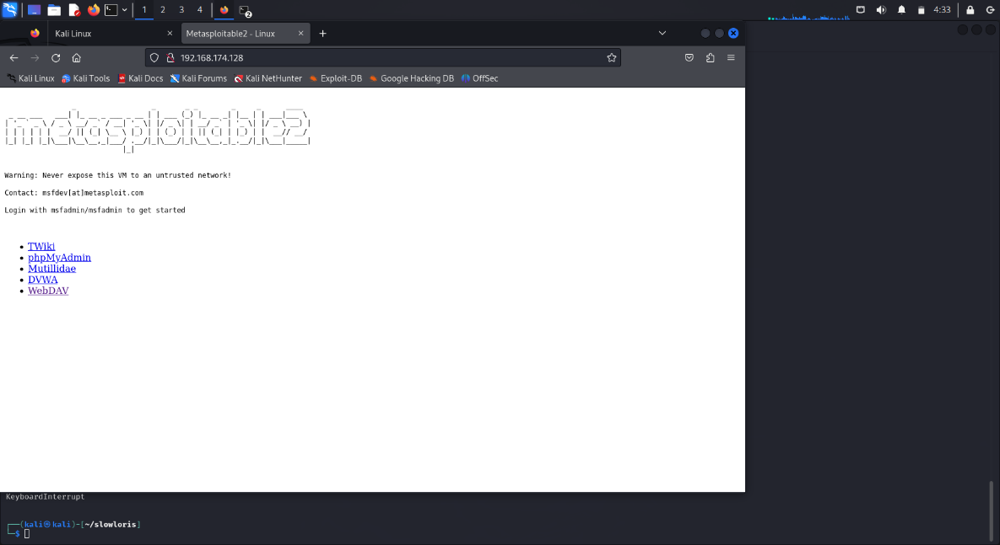 1 2 3 4 2 4:33
Kali Linux Metasploitable2 - Linux
192.168.174.128
Kali Linux Kali Tools Kali Docs Kali Forums Kali NetHunter Exploit-DB Google Hacking DB OffSec
metasploitable2
Warning: Never expose this VM to an untrusted network!
Contact: msfdev[at]metasploit.com
Login with msfadmin/msfadmin to get started
TWiki
phpMyAdmin
Mutillidae
DVWA
WebDAV
KeyboardInterrupt
┌──(kali㉿kali)-[~/slowloris]
└─$